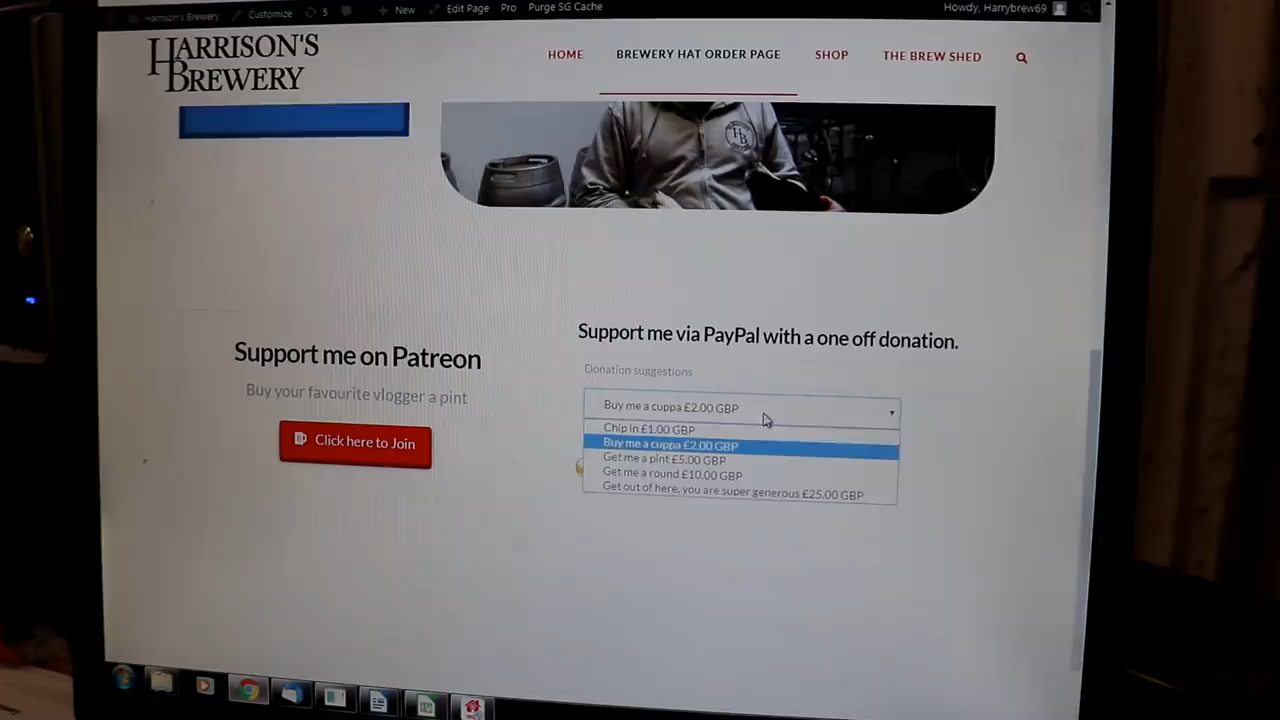 Harrison's Brewery Customize 5 New Edit Page Pro Purge SG Cache Howdy, Harrybrew69
HARRISON'S
BREWERY
HOME BREWERY HAT ORDER PAGE SHOP THE BREW SHED
HB
Support me on Patreon
Buy your favourite vlogger a pint
Click here to Join
Support me via PayPal with a one off donation.
Donation suggestions
Buy me a cuppa £2.00 GBP
Chip in £1.00 GBP
Buy me a cuppa £2.00 GBP
Get me a pint £5.00 GBP
Get me a round £10.00 GBP
Get out of here, you are super generous £25.00 GBP